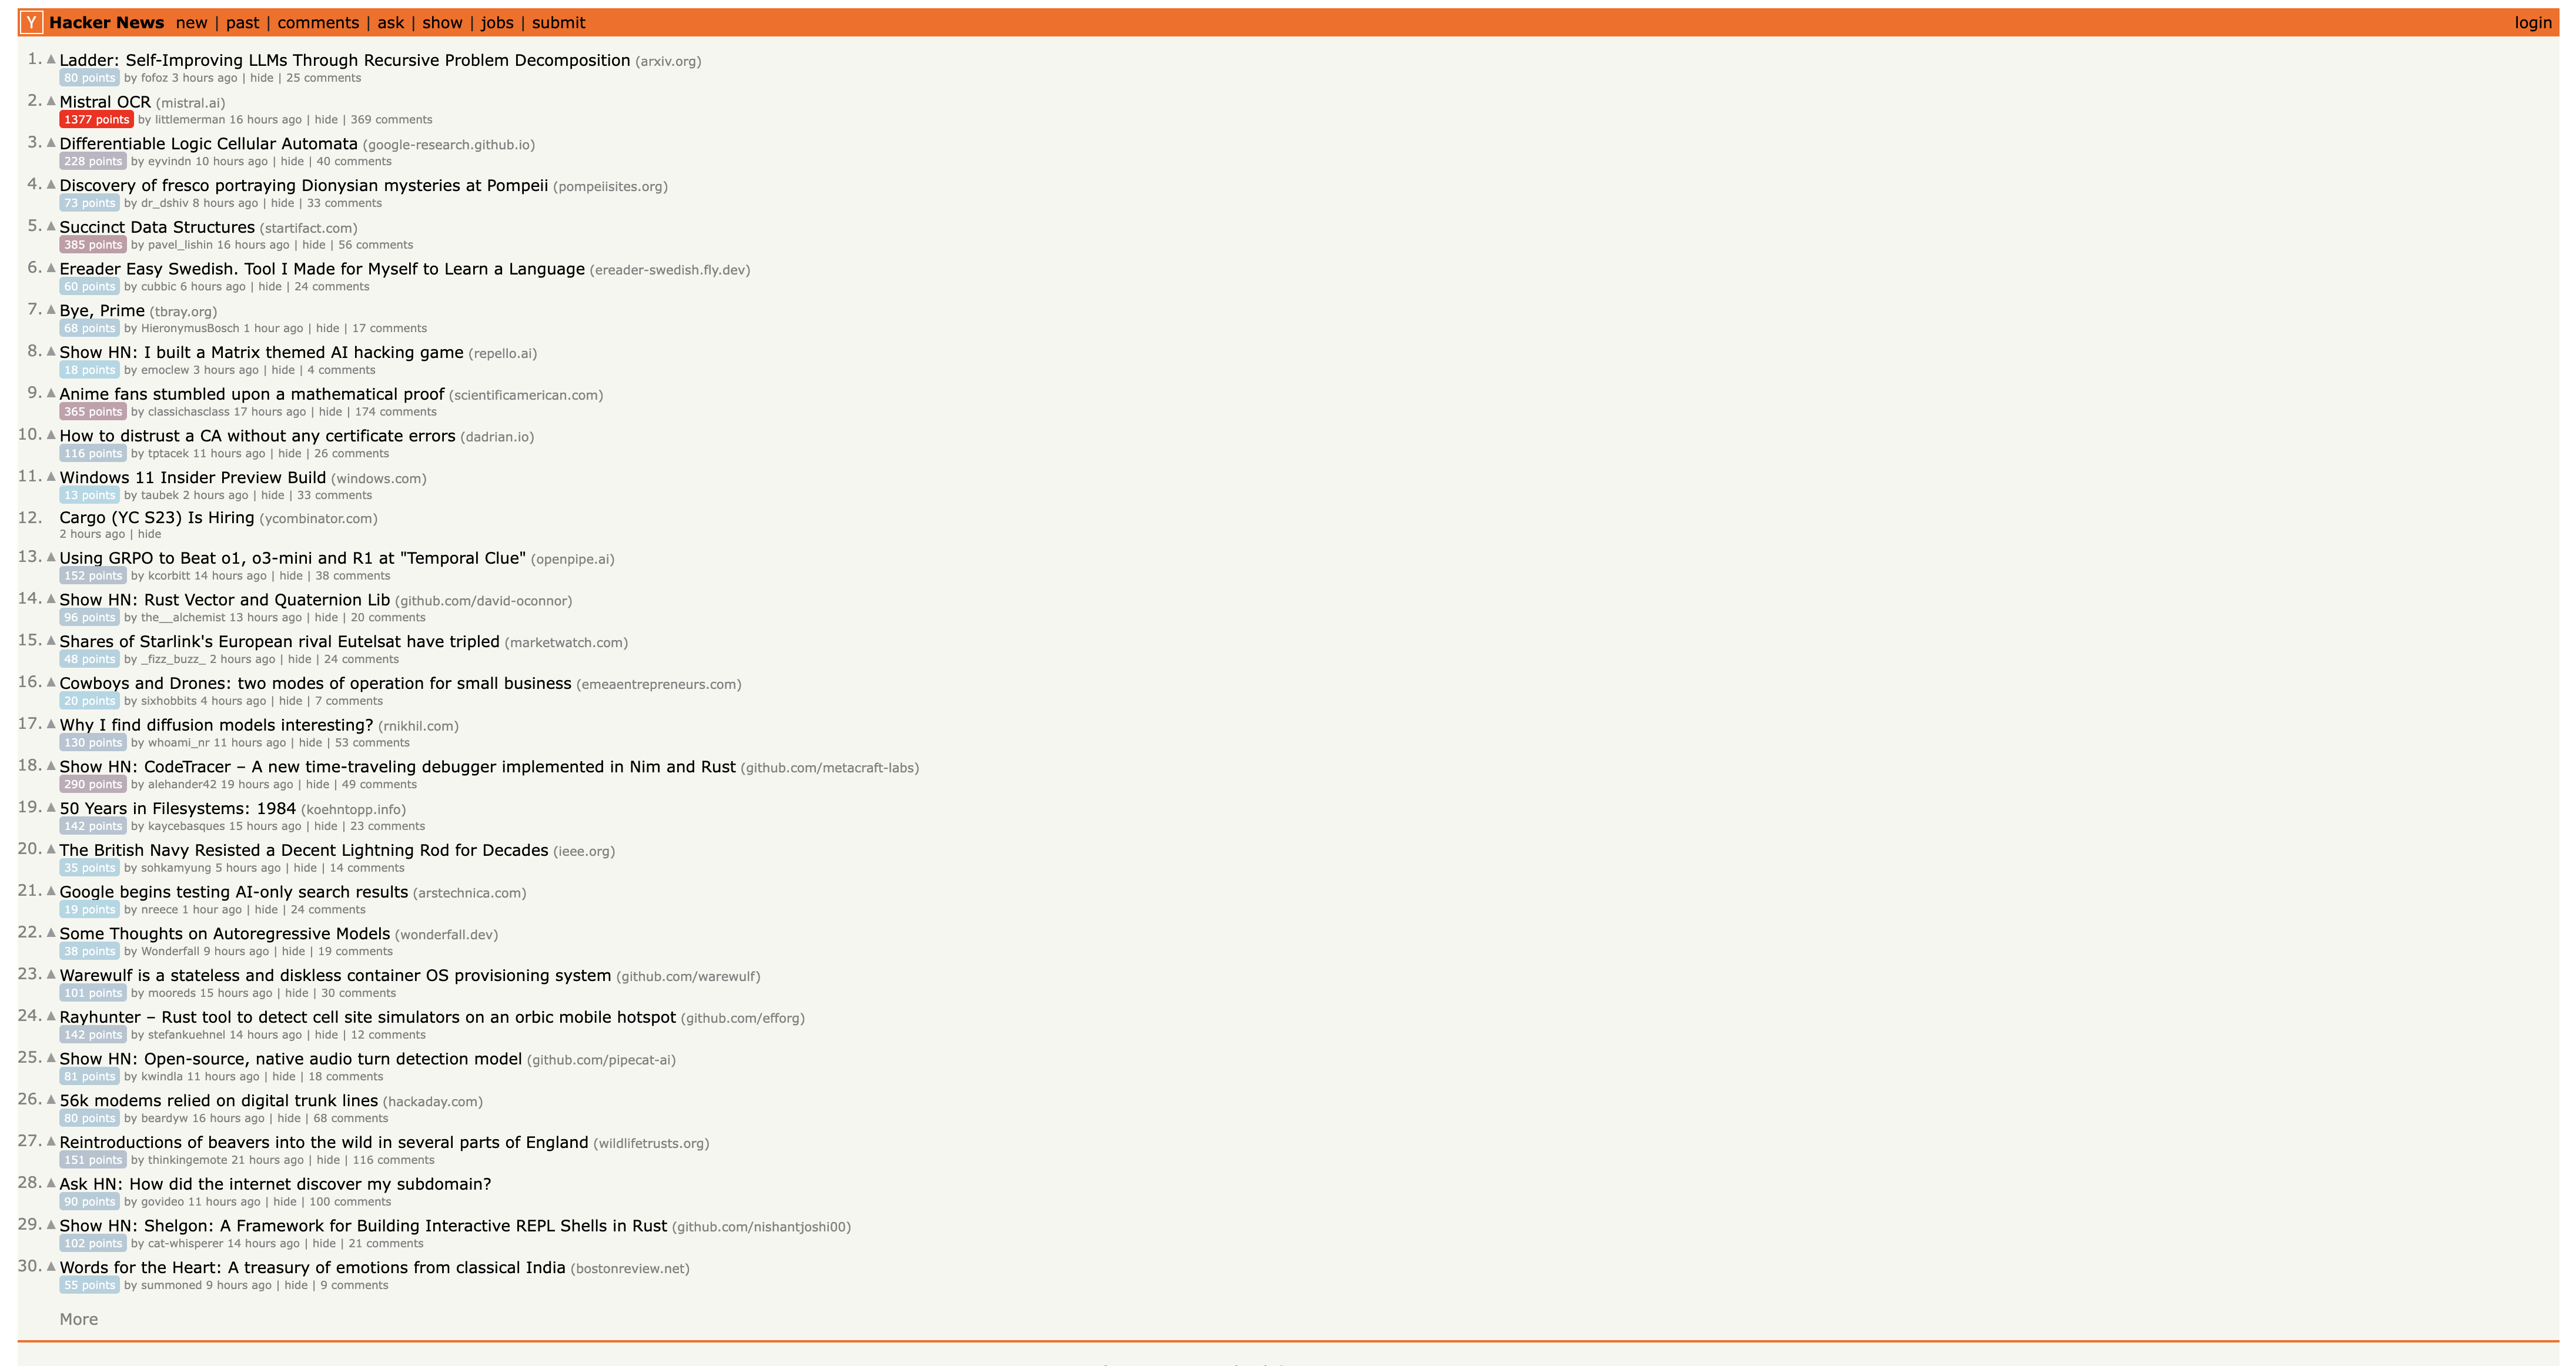 Y Hacker News new | past | comments | ask | show | jobs | submit login
1. ▲ Ladder: Self-Improving LLMs Through Recursive Problem Decomposition (arxiv.org)
80 points by fofoz 3 hours ago | hide | 25 comments
2. ▲ Mistral OCR (mistral.ai)
1377 points by littlemerman 16 hours ago | hide | 369 comments
3. ▲ Differentiable Logic Cellular Automata (google-research.github.io)
228 points by eyvindn 10 hours ago | hide | 40 comments
4. ▲ Discovery of fresco portraying Dionysian mysteries at Pompeii (pompeiisites.org)
73 points by dr_dshiv 8 hours ago | hide | 33 comments
5. ▲ Succinct Data Structures (startifact.com)
385 points by pavel_lishin 16 hours ago | hide | 56 comments
6. ▲ Ereader Easy Swedish. Tool I Made for Myself to Learn a Language (ereader-swedish.fly.dev)
60 points by cubbic 6 hours ago | hide | 24 comments
7. ▲ Bye, Prime (tbray.org)
68 points by HieronymusBosch 1 hour ago | hide | 17 comments
8. ▲ Show HN: I built a Matrix themed AI hacking game (repello.ai)
18 points by emoclew 3 hours ago | hide | 4 comments
9. ▲ Anime fans stumbled upon a mathematical proof (scientificamerican.com)
365 points by classichasclass 17 hours ago | hide | 174 comments
10. ▲ How to distrust a CA without any certificate errors (dadrian.io)
116 points by tptacek 11 hours ago | hide | 26 comments
11. ▲ Windows 11 Insider Preview Build (windows.com)
13 points by taubek 2 hours ago | hide | 33 comments
12. Cargo (YC S23) Is Hiring (ycombinator.com)
2 hours ago | hide
13. ▲ Using GRPO to Beat o1, o3-mini and R1 at "Temporal Clue" (openpipe.ai)
152 points by kcorbitt 14 hours ago | hide | 38 comments
14. ▲ Show HN: Rust Vector and Quaternion Lib (github.com/david-oconnor)
96 points by the__alchemist 13 hours ago | hide | 20 comments
15. ▲ Shares of Starlink's European rival Eutelsat have tripled (marketwatch.com)
48 points by _fizz_buzz_ 2 hours ago | hide | 24 comments
16. ▲ Cowboys and Drones: two modes of operation for small business (emeaentrepreneurs.com)
20 points by sixhobbits 4 hours ago | hide | 7 comments
17. ▲ Why I find diffusion models interesting? (rnikhil.com)
130 points by whoami_nr 11 hours ago | hide | 53 comments
18. ▲ Show HN: CodeTracer – A new time-traveling debugger implemented in Nim and Rust (github.com/metacraft-labs)
290 points by alehander42 19 hours ago | hide | 49 comments
19. ▲ 50 Years in Filesystems: 1984 (koehntopp.info)
142 points by kaycebasques 15 hours ago | hide | 23 comments
20. ▲ The British Navy Resisted a Decent Lightning Rod for Decades (ieee.org)
35 points by sohkamyung 5 hours ago | hide | 14 comments
21. ▲ Google begins testing AI-only search results (arstechnica.com)
19 points by nreece 1 hour ago | hide | 24 comments
22. ▲ Some Thoughts on Autoregressive Models (wonderfall.dev)
38 points by Wonderfall 9 hours ago | hide | 19 comments
23. ▲ Warewulf is a stateless and diskless container OS provisioning system (github.com/warewulf)
101 points by mooreds 15 hours ago | hide | 30 comments
24. ▲ Rayhunter – Rust tool to detect cell site simulators on an orbic mobile hotspot (github.com/efforg)
142 points by stefankuehnel 14 hours ago | hide | 12 comments
25. ▲ Show HN: Open-source, native audio turn detection model (github.com/pipecat-ai)
81 points by kwindla 11 hours ago | hide | 18 comments
26. ▲ 56k modems relied on digital trunk lines (hackaday.com)
80 points by beardyw 16 hours ago | hide | 68 comments
27. ▲ Reintroductions of beavers into the wild in several parts of England (wildlifetrusts.org)
151 points by thinkingemote 21 hours ago | hide | 116 comments
28. ▲ Ask HN: How did the internet discover my subdomain?
90 points by govideo 11 hours ago | hide | 100 comments
29. ▲ Show HN: Shelgon: A Framework for Building Interactive REPL Shells in Rust (github.com/nishantjoshi00)
102 points by cat-whisperer 14 hours ago | hide | 21 comments
30. ▲ Words for the Heart: A treasury of emotions from classical India (bostonreview.net)
55 points by summoned 9 hours ago | hide | 9 comments
More